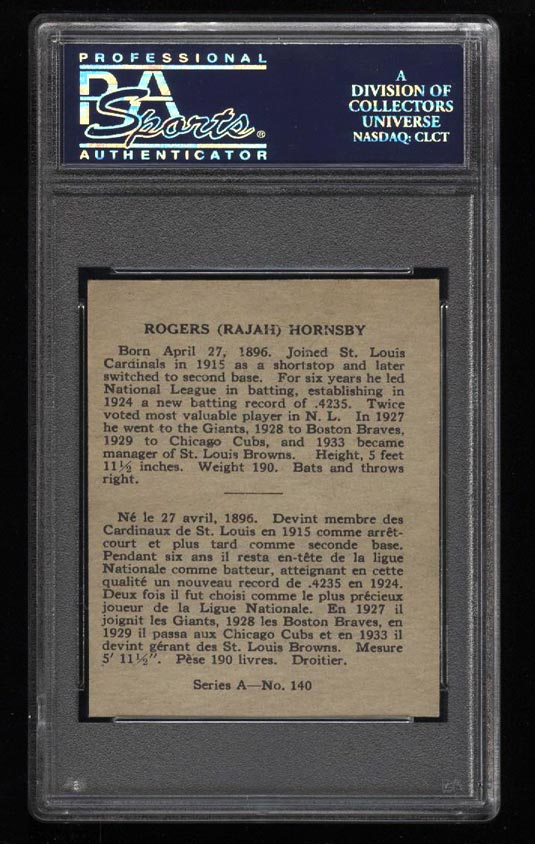 PROFESSIONAL
PSA
Sports®
AUTHENTICATOR
A
DIVISION OF
COLLECTORS
UNIVERSE
NASDAQ: CLCT
ROGERS (RAJAH) HORNSBY
Born April 27, 1896. Joined St. Louis
Cardinals in 1915 as a shortstop and later
switched to second base. For six years he led
National League in batting, establishing in
1924 a new batting record of .4235. Twice
voted most valuable player in N. L. In 1927
he went to the Giants, 1928 to Boston Braves,
1929 to Chicago Cubs, and 1933 became
manager of St. Louis Browns. Height, 5 feet
11½ inches. Weight 190. Bats and throws
right.
Né le 27 avril, 1896. Devint membre des
Cardinaux de St. Louis en 1915 comme arrêt-
court et plus tard comme seconde base.
Pendant six ans il resta en-tête de la ligue
Nationale comme batteur, atteignant en cette
qualité un nouveau record de .4235 en 1924.
Deux fois il fut choisi comme le plus précieux
joueur de la Ligue Nationale. En 1927 il
joignit les Giants, 1928 les Boston Braves, en
1929 il passa aux Chicago Cubs et en 1933 il
devint gérant des St. Louis Browns. Mesure
5' 11½". Pèse 190 livres. Droitier.
Series A—No. 140